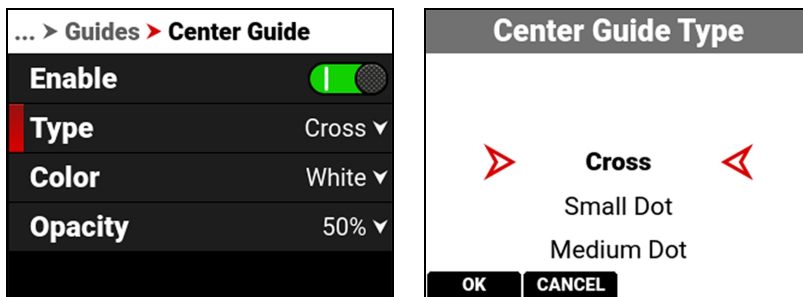 ... > Guides > Center Guide
Enable
Type Cross
Color White
Opacity 50%
Center Guide Type
Cross
Small Dot
Medium Dot
OK CANCEL